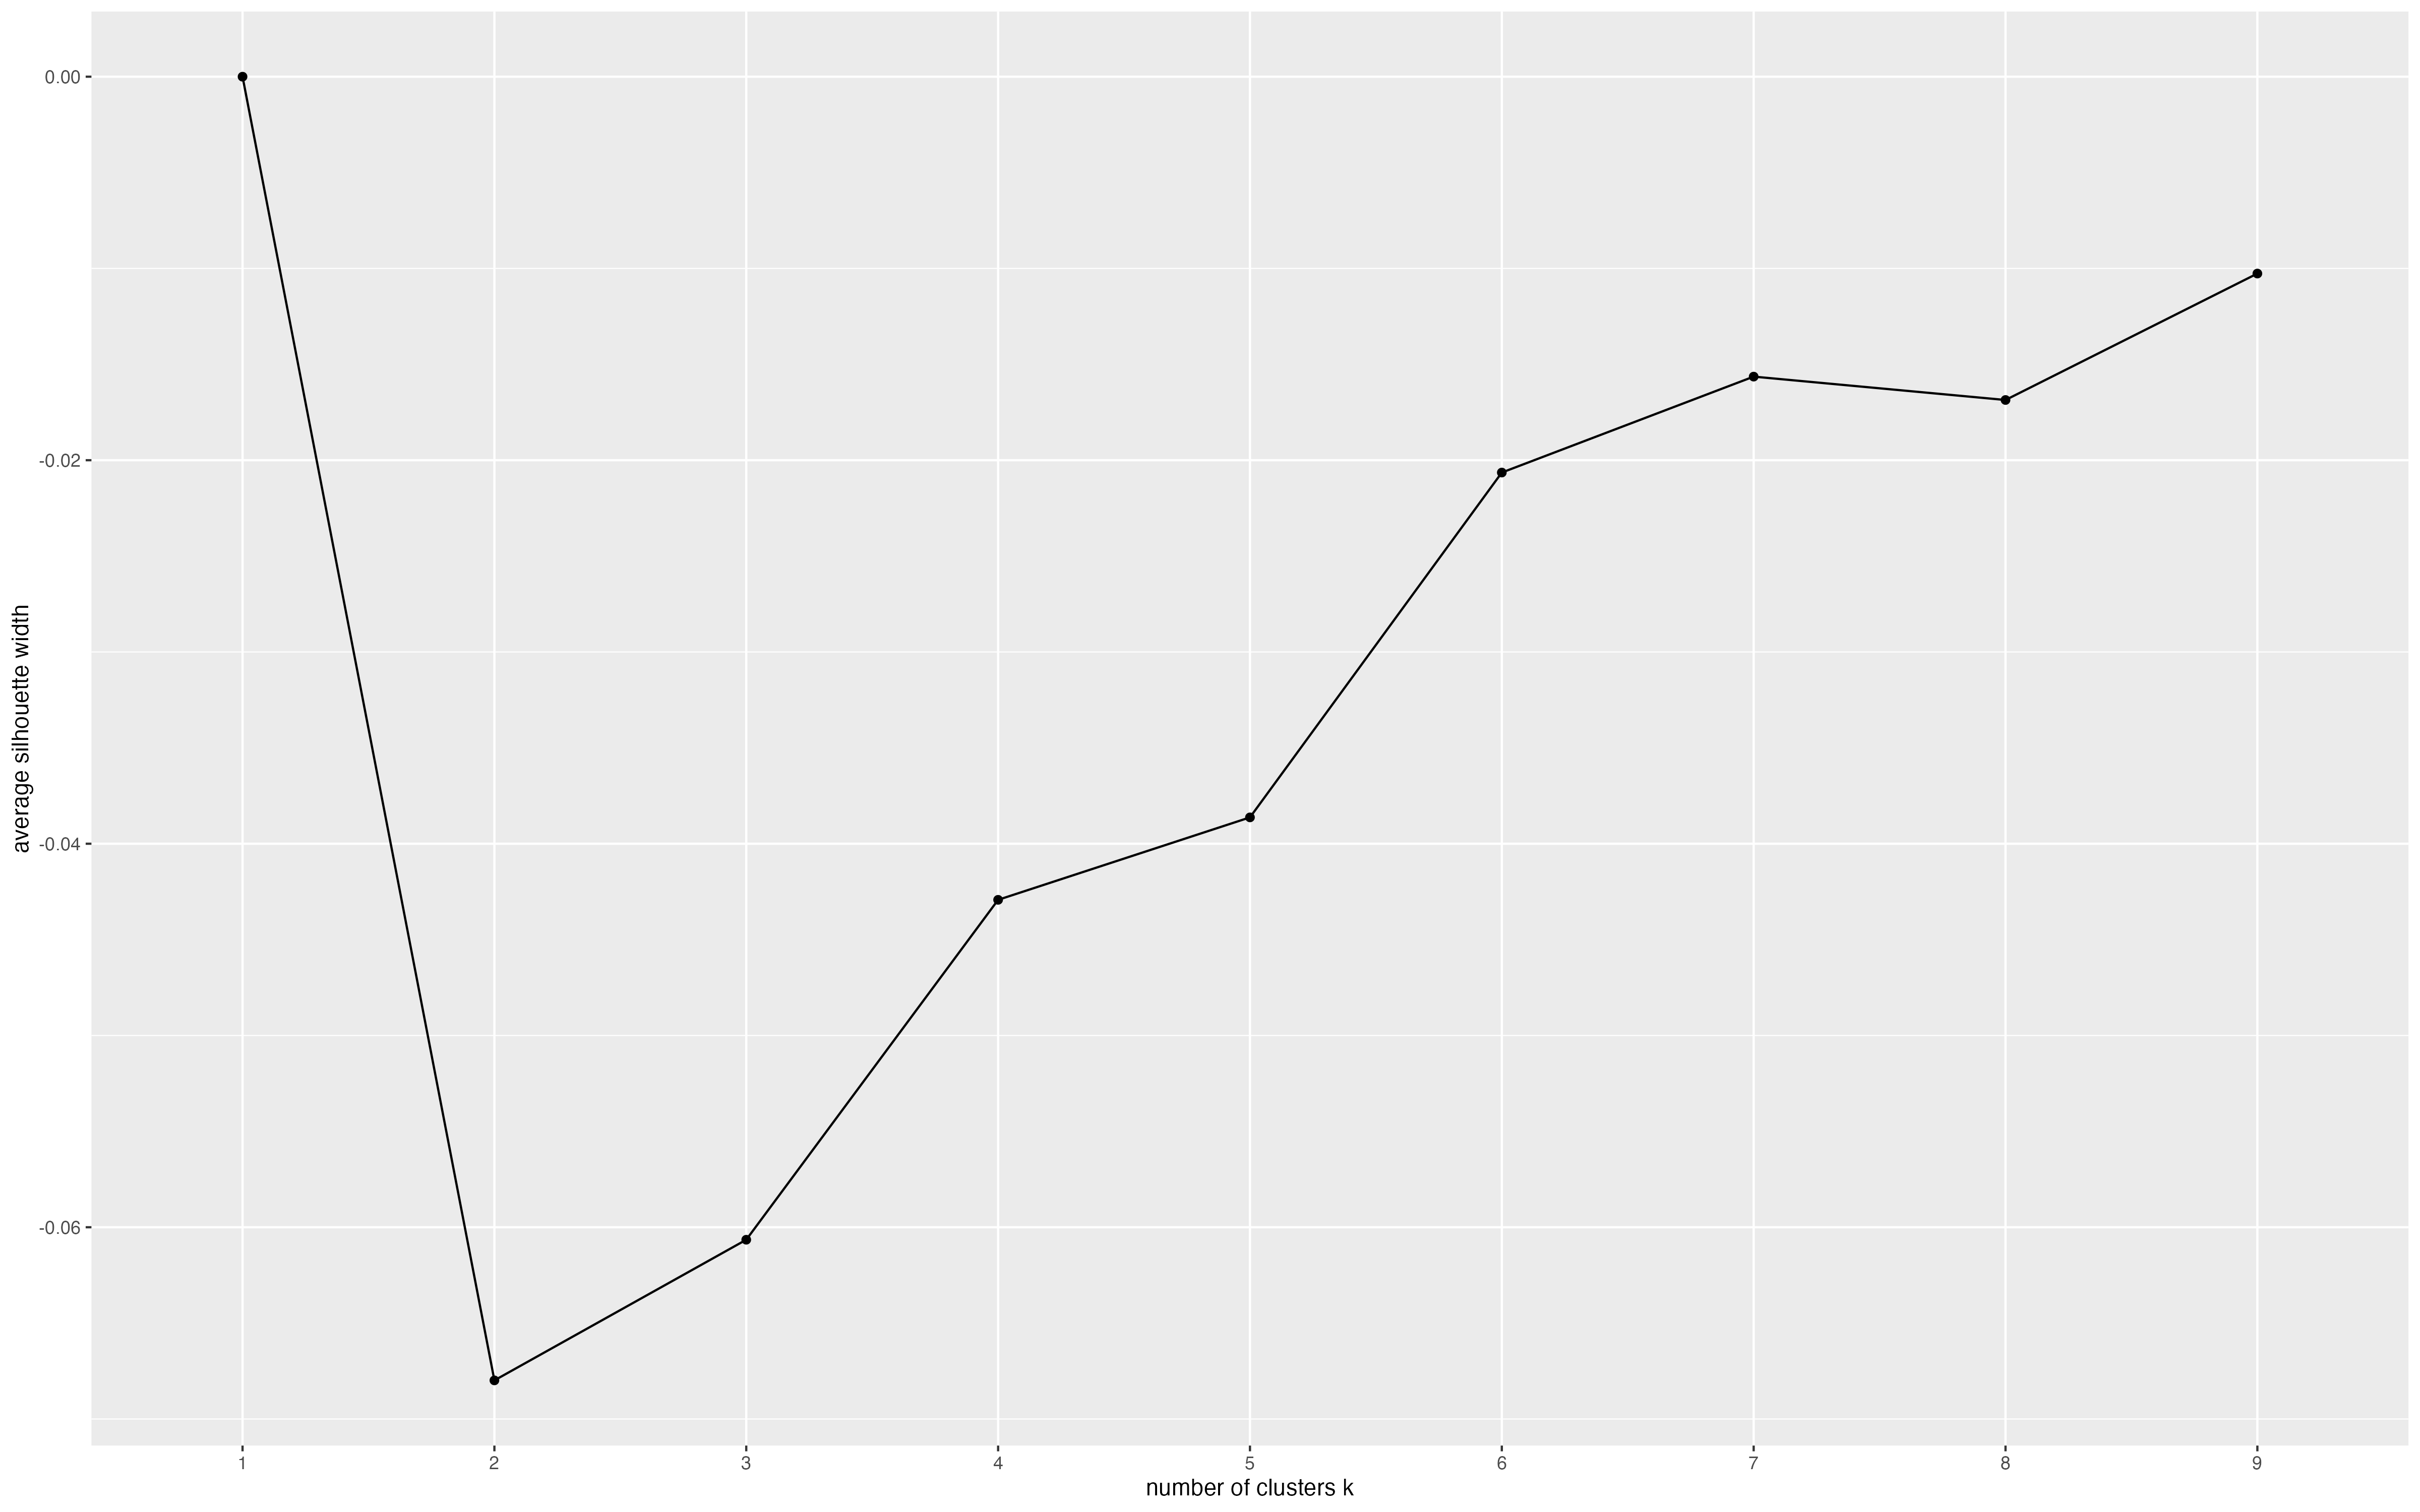 average silhouette width
0.00
-0.02
-0.04
-0.06
1 2 3 4 5 6 7 8 9
number of clusters k